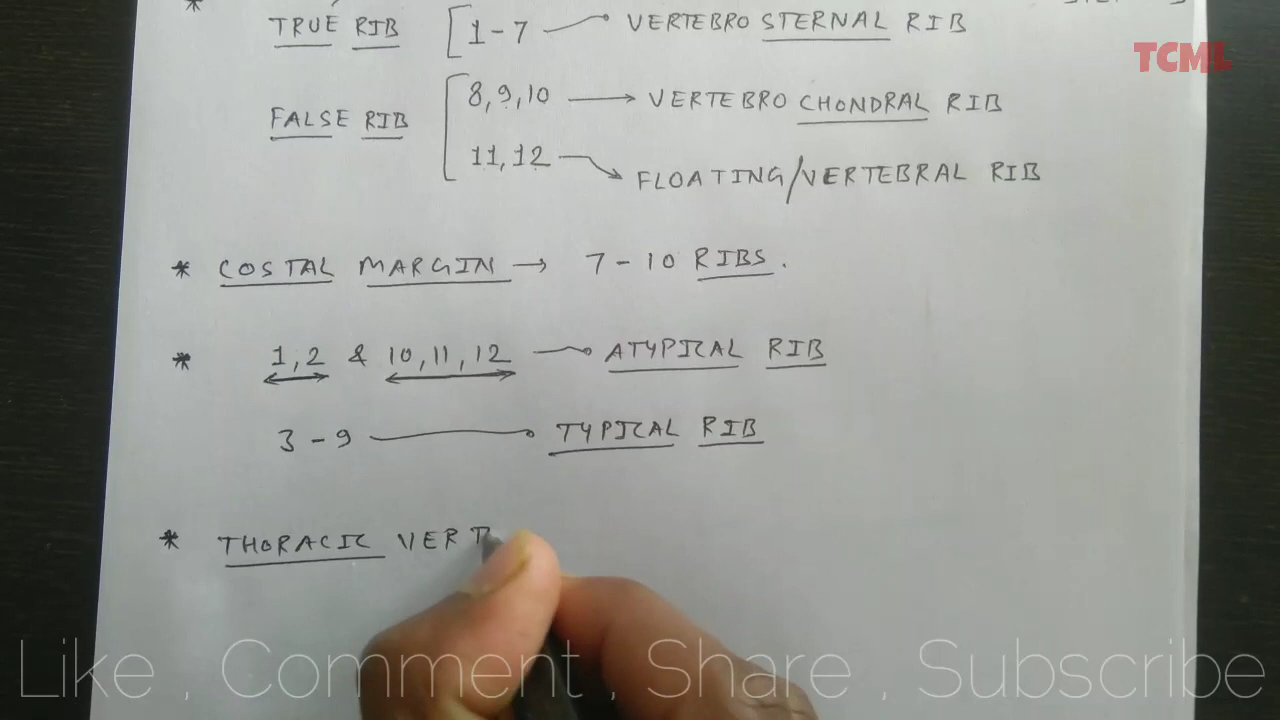 * TRUE RIB [1-7 VERTEBRO STERNAL RIB
TCML
FALSE RIB [8,9,10 → VERTEBRO CHONDRAL RIB
11,12 → FLOATING/VERTEBRAL RIB
* COSTAL MARGIN → 7-10 RIBS.
* 1,2 & 10,11,12 ATYPICAL RIB
3-9 TYPICAL RIB
* THORACIC VERT
Like , Comment , Share , Subscribe